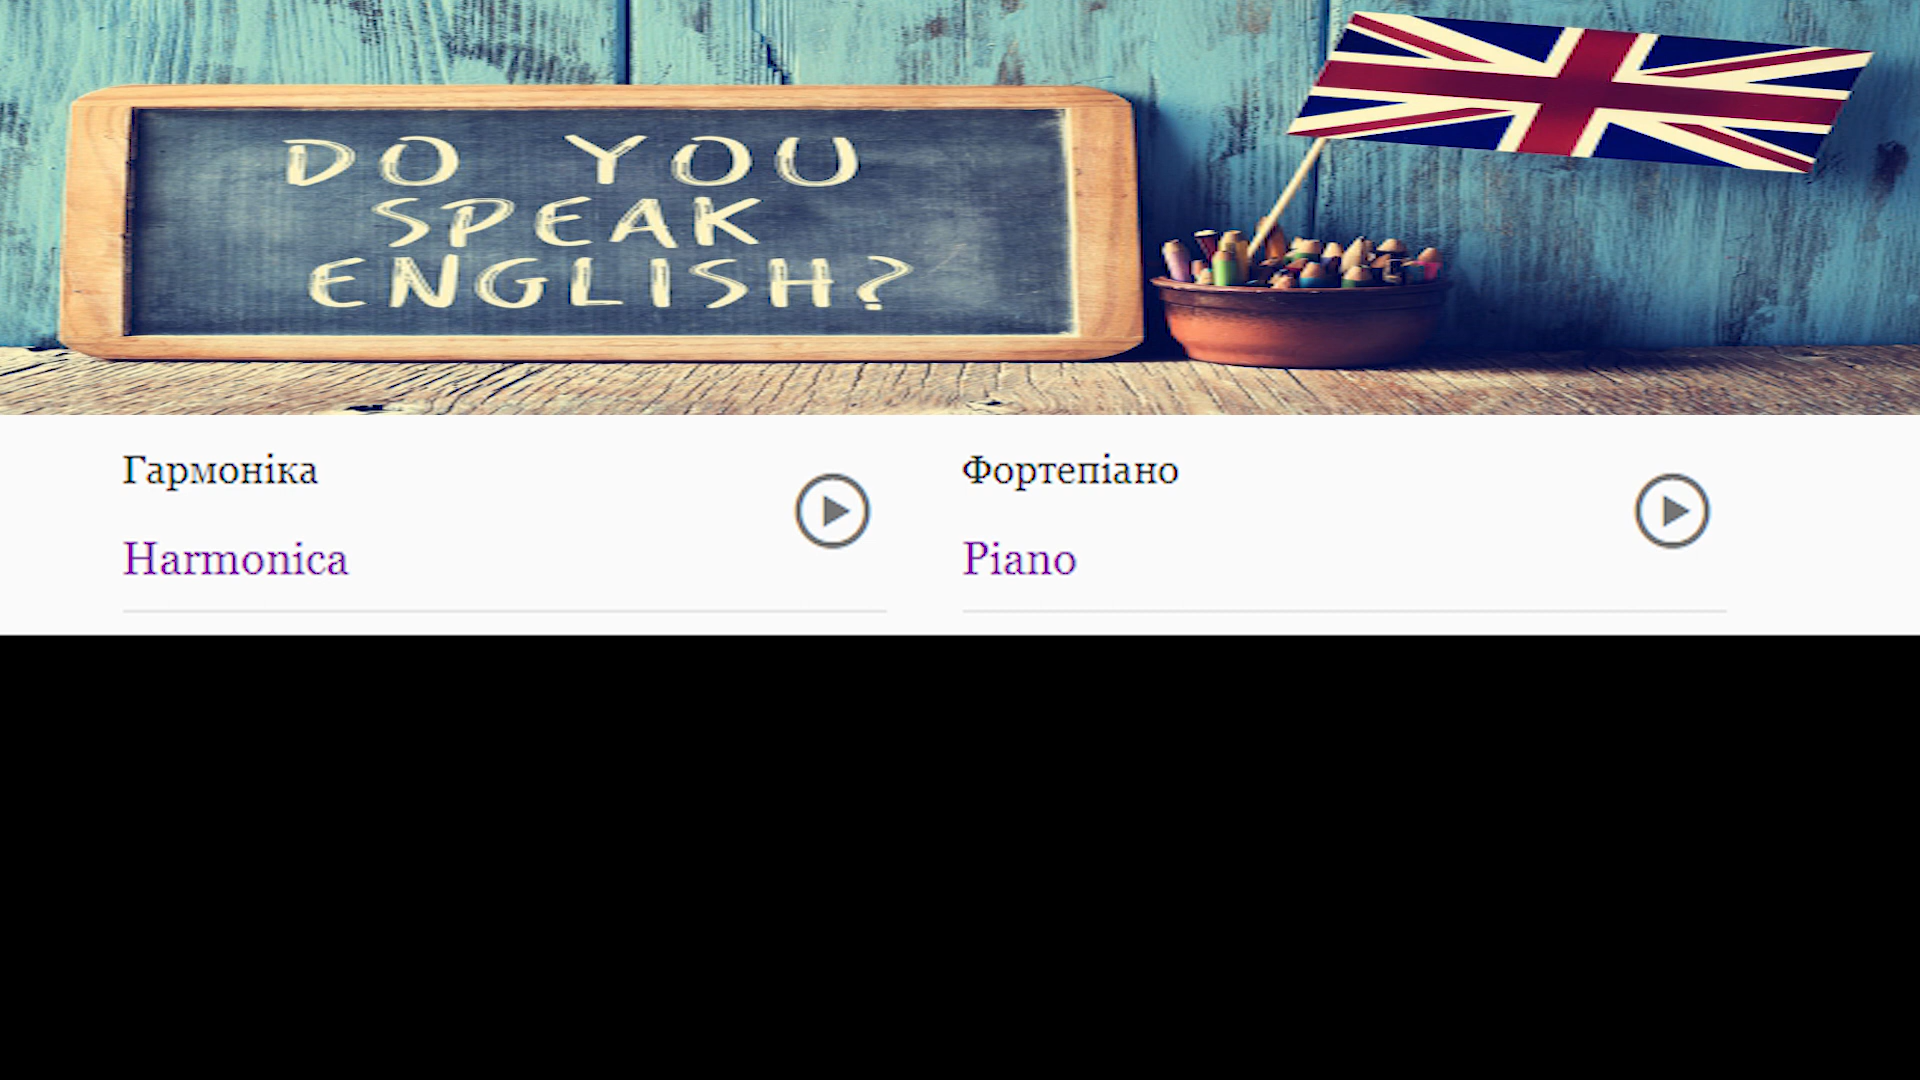 DO YOU
SPEAK
ENGLISH?
Гармоніка
Harmonica
Фортепіано
Piano